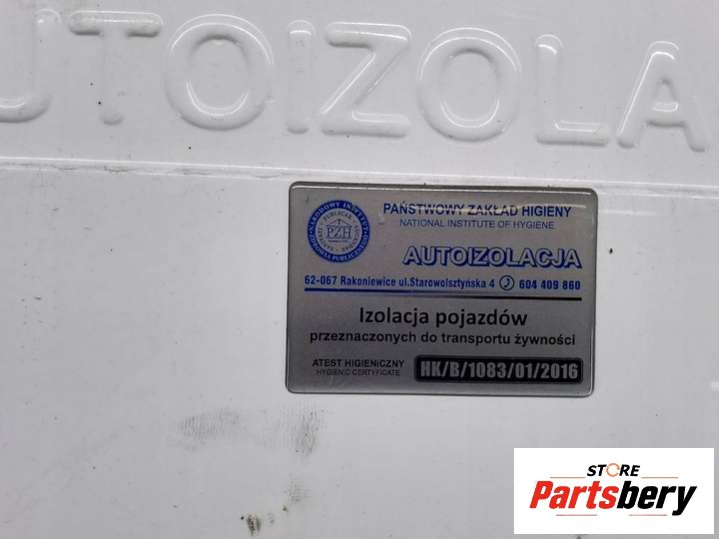 UTOIZOLA
PAŃSTWOWY ZAKŁAD HIGIENY
NATIONAL INSTITUTE OF HYGIENE
PZH
AUTOIZOLACJA
62-067 Rakoniewice ul.Starowolsztyńska 4 604 409 860
Izolacja pojazdów
przeznaczonych do transportu żywności
ATEST HIGIENICZNY
HYGIENIC CERTIFICATE
HK/B/1083/01/2016
STORE
Partsbery